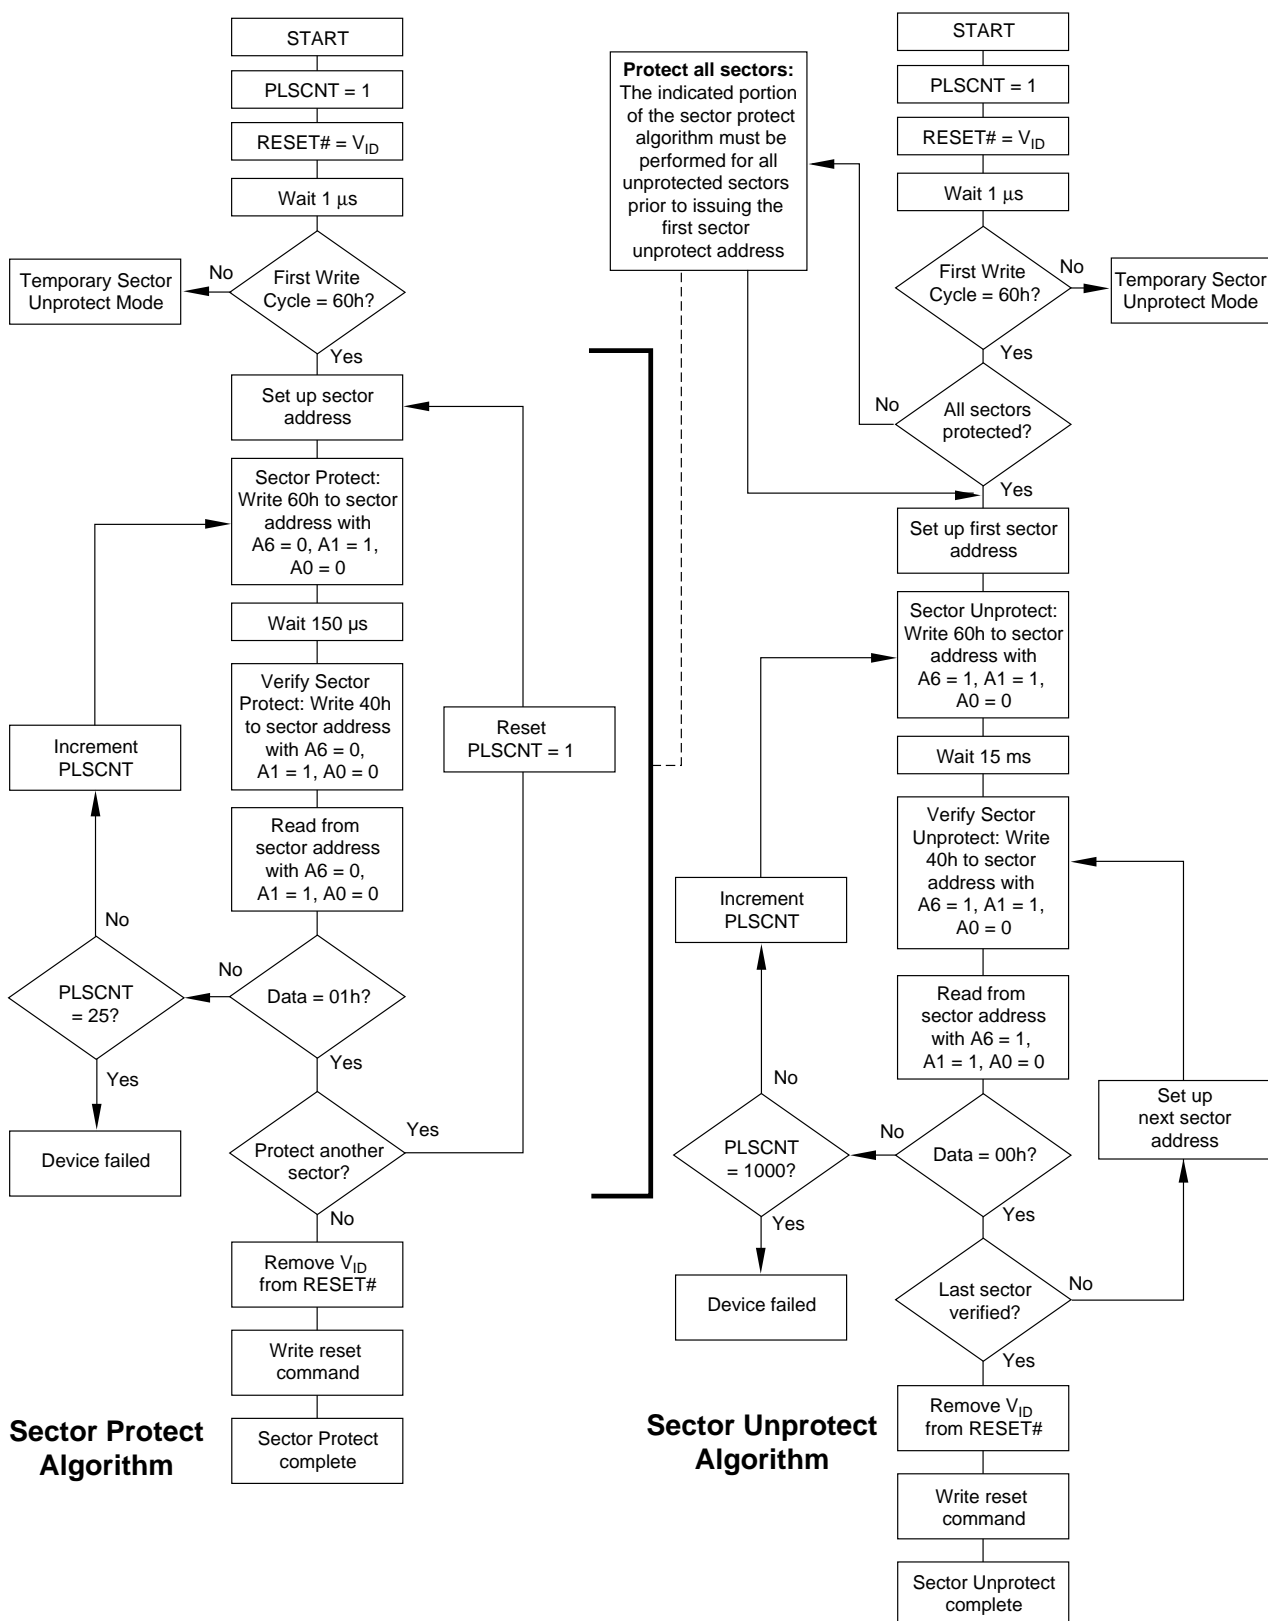 START
PLSCNT = 1
RESET# = VID
Wait 1 μs
First Write
Cycle = 60h?
No
Temporary Sector
Unprotect Mode
Yes
Set up sector
address
Sector Protect:
Write 60h to sector
address with
A6 = 0, A1 = 1,
A0 = 0
Wait 150 µs
Verify Sector
Protect: Write 40h
to sector address
with A6 = 0,
A1 = 1, A0 = 0
Reset
PLSCNT = 1
Increment
PLSCNT
Read from
sector address
with A6 = 0,
A1 = 1, A0 = 0
No
PLSCNT
= 25?
No
Data = 01h?
Yes
Yes
Device failed
Protect another
sector?
Yes
No
Remove VID
from RESET#
Write reset
command
Sector Protect
complete
Sector Protect
Algorithm
Protect all sectors:
The indicated portion
of the sector protect
algorithm must be
performed for all
unprotected sectors
prior to issuing the
first sector
unprotect address
START
PLSCNT = 1
RESET# = VID
Wait 1 μs
First Write
Cycle = 60h?
No
Temporary Sector
Unprotect Mode
Yes
No
All sectors
protected?
Yes
Set up first sector
address
Sector Unprotect:
Write 60h to sector
address with
A6 = 1, A1 = 1,
A0 = 0
Wait 15 ms
Verify Sector
Unprotect: Write
40h to sector
address with
A6 = 1, A1 = 1,
A0 = 0
Increment
PLSCNT
Read from
sector address
with A6 = 1,
A1 = 1, A0 = 0
No
Set up
next sector
address
PLSCNT
= 1000?
No
Data = 00h?
Yes
Yes
Device failed
Last sector
verified?
No
Yes
Remove VID
from RESET#
Write reset
command
Sector Unprotect
complete
Sector Unprotect
Algorithm